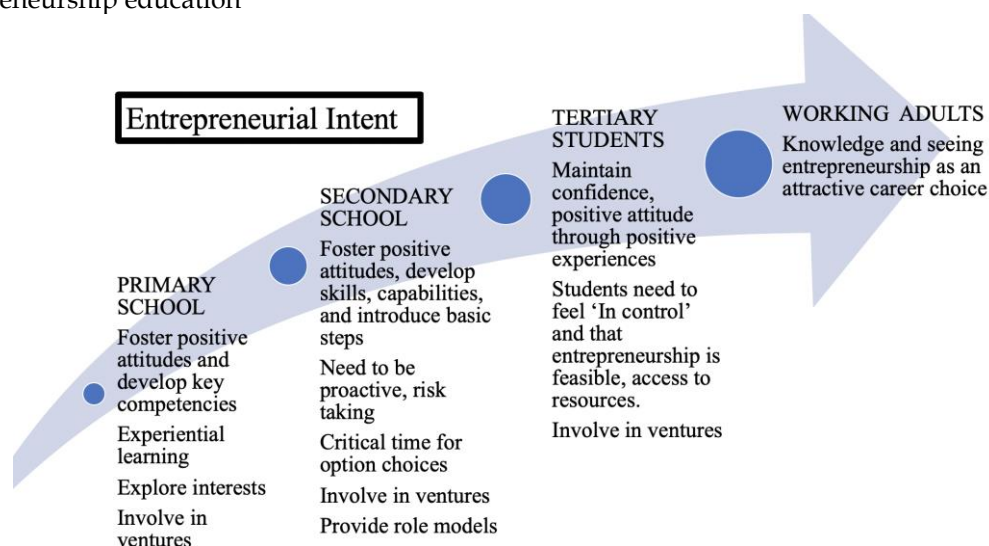 eneurship education
Entrepreneurial Intent
PRIMARY
SCHOOL
Foster positive
attitudes and
develop key
competencies
Experiential
learning
Explore interests
Involve in
ventures
SECONDARY
SCHOOL
Foster positive
attitudes, develop
skills, capabilities,
and introduce basic
steps
Need to be
proactive, risk
taking
Critical time for
option choices
Involve in ventures
Provide role models
TERTIARY
STUDENTS
Maintain
confidence,
positive attitude
through positive
experiences
Students need to
feel ‘In control’
and that
entrepreneurship is
feasible, access to
resources.
Involve in ventures
WORKING ADULTS
Knowledge and seeing
entrepreneurship as an
attractive career choice